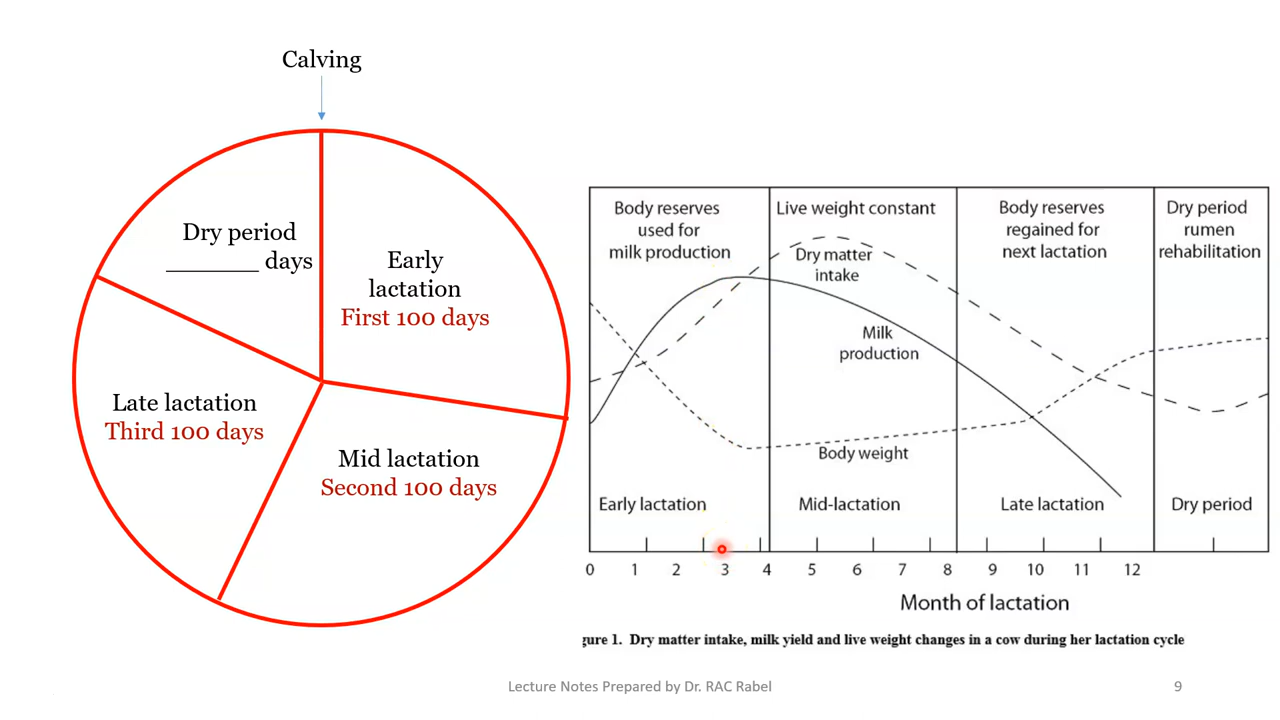 Calving
Dry period
_______ days
Early
lactation
First 100 days
Late lactation
Third 100 days
Mid lactation
Second 100 days
Body reserves
used for
milk production
Live weight constant
Body reserves
regained for
next lactation
Dry period
rumen
rehabilitation
Dry matter
intake
Milk
production
Body weight
Early lactation
Mid-lactation
Late lactation
Dry period
0 1 2 3 4 5 6 7 8 9 10 11 12
Month of lactation
gure 1. Dry matter intake, milk yield and live weight changes in a cow during her lactation cycle
Lecture Notes Prepared by Dr. RAC Rabel
9